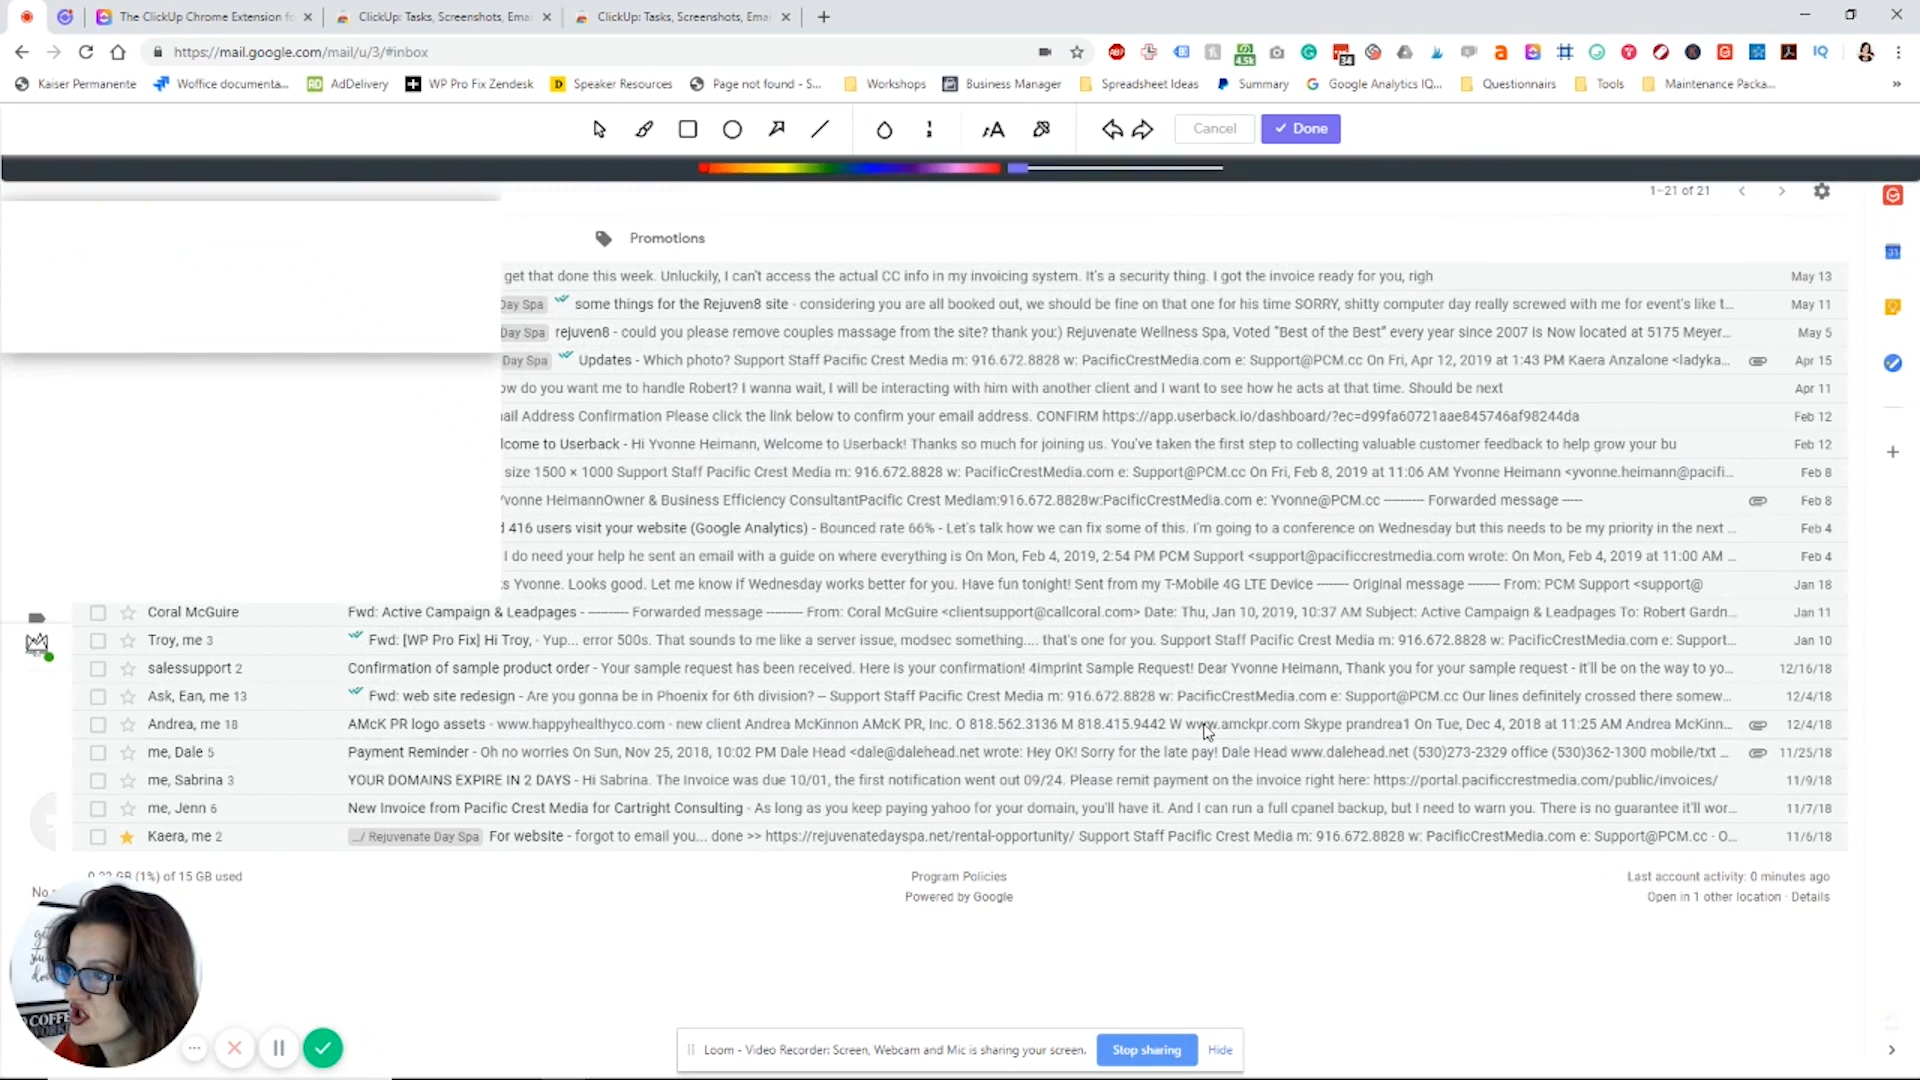 The ClickUp Chrome Extension fo
ClickUp: Tasks, Screenshots, Emai
ClickUp: Tasks, Screenshots, Emai
https://mail.google.com/mail/u/3/#inbox
Kaiser Permanente
Woffice documenta...
AdDelivery
WP Pro Fix Zendesk
Speaker Resources
Page not found - S...
Workshops
Business Manager
Spreadsheet Ideas
Summary
Google Analytics IQ...
Questionnairs
Tools
Maintenance Packa...
Cancel
Done
1–21 of 21
Promotions
get that done this week. Unluckily, I can't access the actual CC info in my invoicing system. It's a security thing. I got the invoice ready for you, righ May 13
Day Spa some things for the Rejuven8 site - considering you are all booked out, we should be fine on that one for his time SORRY, shitty computer day really screwed with me for event's like t... May 11
Day Spa rejuven8 - could you please remove couples massage from the site? thank you:) Rejuvenate Wellness Spa, Voted "Best of the Best" every year since 2007 is Now located at 5175 Meyer... May 5
Day Spa Updates - Which photo? Support Staff Pacific Crest Media m: 916.672.8828 w: PacificCrestMedia.com e: Support@PCM.cc On Fri, Apr 12, 2019 at 1:43 PM Kaera Anzalone <ladyka... Apr 15
ow do you want me to handle Robert? I wanna wait, I will be interacting with him with another client and I want to see how he acts at that time. Should be next Apr 11
ail Address Confirmation Please click the link below to confirm your email address. CONFIRM https://app.userback.io/dashboard/?ec=d99fa60721aae845746af98244da Feb 12
lcome to Userback - Hi Yvonne Heimann, Welcome to Userback! Thanks so much for joining us. You've taken the first step to collecting valuable customer feedback to help grow your bu Feb 12
size 1500 × 1000 Support Staff Pacific Crest Media m: 916.672.8828 w: PacificCrestMedia.com e: Support@PCM.cc On Fri, Feb 8, 2019 at 11:06 AM Yvonne Heimann <yvonne.heimann@pacifi... Feb 8
Yvonne HeimannOwner & Business Efficiency ConsultantPacific Crest Mediam:916.672.8828w:PacificCrestMedia.com e: Yvonne@PCM.cc ---------- Forwarded message ----- Feb 8
d 416 users visit your website (Google Analytics) - Bounced rate 66% - Let's talk how we can fix some of this. I'm going to a conference on Wednesday but this needs to be my priority in the next ... Feb 4
I do need your help he sent an email with a guide on where everything is On Mon, Feb 4, 2019, 2:54 PM PCM Support <support@pacificcrestmedia.com wrote: On Mon, Feb 4, 2019 at 11:00 AM ... Feb 4
s Yvonne. Looks good. Let me know if Wednesday works better for you. Have fun tonight! Sent from my T-Mobile 4G LTE Device -------- Original message -------- From: PCM Support <support@ Jan 18
Coral McGuire Fwd: Active Campaign & Leadpages - ---------- Forwarded message --------- From: Coral McGuire <clientsupport@callcoral.com> Date: Thu, Jan 10, 2019, 10:37 AM Subject: Active Campaign & Leadpages To: Robert Gardn... Jan 11
Troy, me 3 Fwd: [WP Pro Fix] Hi Troy, - Yup... error 500s. That sounds to me like a server issue, modsec something.... that's one for you. Support Staff Pacific Crest Media m: 916.672.8828 w: PacificCrestMedia.com e: Support... Jan 10
salessupport 2 Confirmation of sample product order - Your sample request has been received. Here is your confirmation! 4imprint Sample Request! Dear Yvonne Heimann, Thank you for your sample request - it'll be on the way to yo... 12/16/18
Ask, Ean, me 13 Fwd: web site redesign - Are you gonna be in Phoenix for 6th division? -- Support Staff Pacific Crest Media m: 916.672.8828 w: PacificCrestMedia.com e: Support@PCM.cc Our lines definitely crossed there somew... 12/4/18
Andrea, me 18 AMcK PR logo assets - www.happyhealthyco.com - new client Andrea McKinnon AMcK PR, Inc. O 818.562.3136 M 818.415.9442 W www.amckpr.com Skype prandrea1 On Tue, Dec 4, 2018 at 11:25 AM Andrea McKinn... 12/4/18
me, Dale 5 Payment Reminder - Oh no worries On Sun, Nov 25, 2018, 10:02 PM Dale Head <dale@dalehead.net wrote: Hey OK! Sorry for the late pay! Dale Head www.dalehead.net (530)273-2329 office (530)362-1300 mobile/txt ... 11/25/18
me, Sabrina 3 YOUR DOMAINS EXPIRE IN 2 DAYS - Hi Sabrina. The Invoice was due 10/01, the first notification went out 09/24. Please remit payment on the invoice right here: https://portal.pacificcrestmedia.com/public/invoices/ 11/9/18
me, Jenn 6 New Invoice from Pacific Crest Media for Cartright Consulting - As long as you keep paying yahoo for your domain, you'll have it. And I can run a full cpanel backup, but I need to warn you. There is no guarantee it'll wor... 11/7/18
Kaera, me 2 .../ Rejuvenate Day Spa For website - forgot to email you... done >> https://rejuvenatedayspa.net/rental-opportunity/ Support Staff Pacific Crest Media m: 916.672.8828 w: PacificCrestMedia.com e: Support@PCM.cc - O... 11/6/18
GB (1%) of 15 GB used
Program Policies
Powered by Google
Last account activity: 0 minutes ago
Open in 1 other location · Details
No
COFFE
Loom - Video Recorder: Screen, Webcam and Mic is sharing your screen.
Stop sharing
Hide